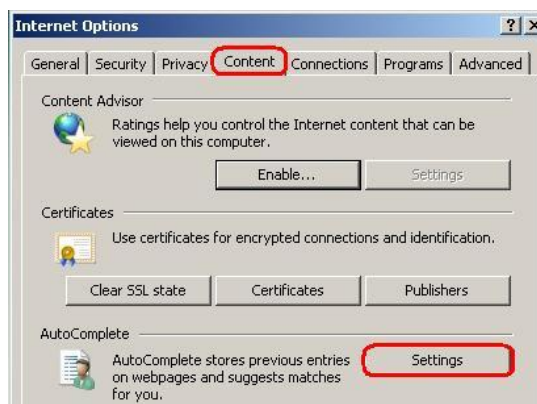 Internet Options
General Security Privacy Content Connections Programs Advanced
Content Advisor
Ratings help you control the Internet content that can be
viewed on this computer.
Enable... Settings
Certificates
Use certificates for encrypted connections and identification.
Clear SSL state Certificates Publishers
AutoComplete
AutoComplete stores previous entries
on webpages and suggests matches
for you.
Settings